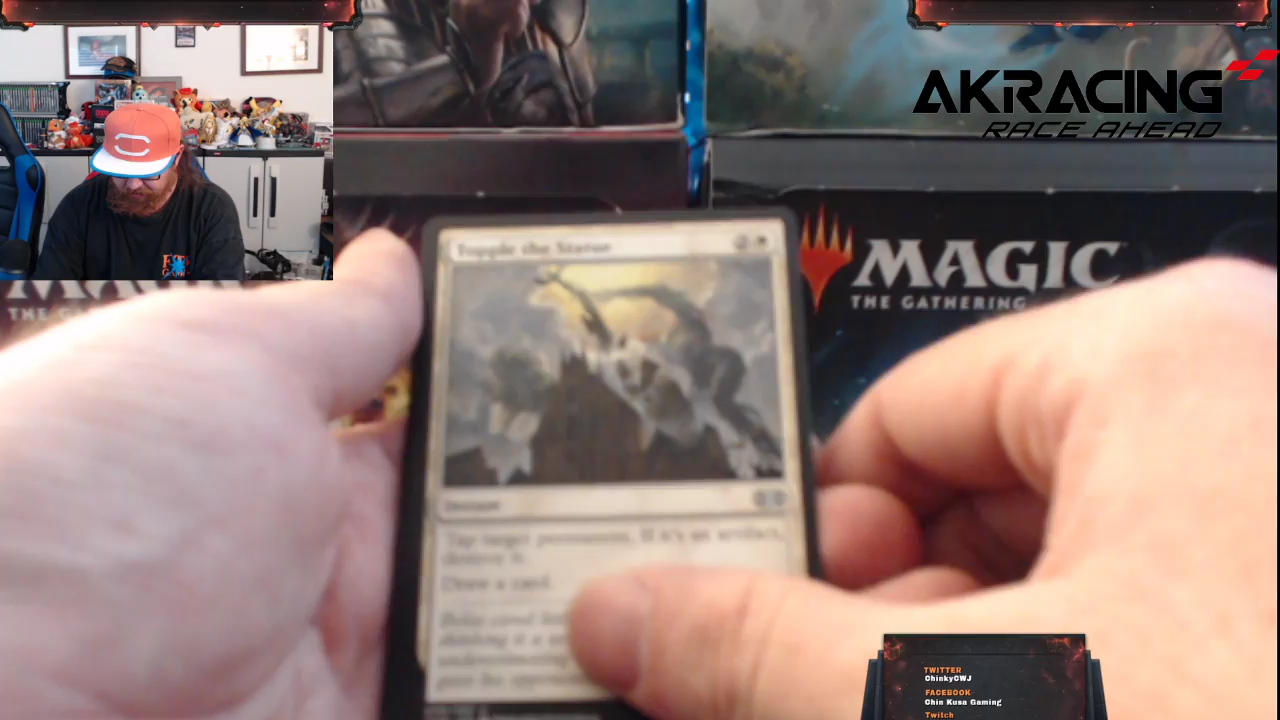 AKRACING
RACE AHEAD
Topple the Statue
MAGIC
THE GATHERING
Instant
Tap target permanent. If it's an artifact,
destroy it.
Draw a card.
TWITTER
ChinkyCWJ
FACEBOOK
Chin Kusa Gaming
Twitch